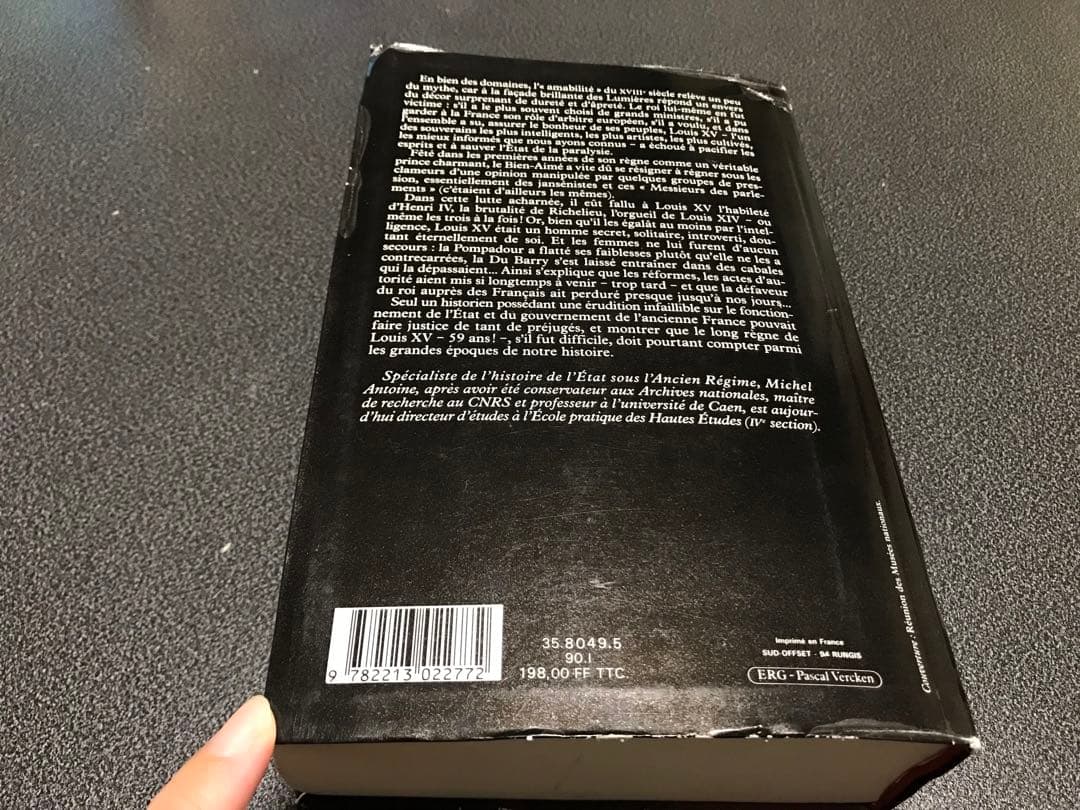 En bien des domaines, l'« amabilité » du XVIIIᵉ siècle relève un peu
du mythe, car à la façade brillante des Lumières répond un envers
du décor surprenant de dureté et d'âpreté. Le roi lui-même en fut
victime : s'il a le plus souvent choisi de grands ministres, s'il a pu
garder à la France son rôle d'arbitre européen, s'il a voulu, et dans
l'ensemble a su, assurer le bonheur de ses peuples, Louis XV – l'un
des souverains les plus intelligents, les plus artistes, les plus cultivés,
les mieux informés que nous ayons connus – a échoué à pacifier les
esprits et à sauver l'État de la paralysie.
Fêté dans les premières années de son règne comme un véritable
prince charmant, le Bien-Aimé a vite dû se résigner à régner sous les
clameurs d'une opinion manipulée par quelques groupes de pres-
sion, essentiellement des jansénistes et ces « Messieurs des parle-
ments » (c'étaient d'ailleurs les mêmes).
Dans cette lutte acharnée, il eût fallu à Louis XV l'habileté
d'Henri IV, la brutalité de Richelieu, l'orgueil de Louis XIV – ou
même les trois à la fois! Or, bien qu'il les égalât au moins par l'intel-
ligence, Louis XV était un homme secret, solitaire, introverti, dou-
tant éternellement de soi. Et les femmes ne lui furent d'aucun
secours : la Pompadour a flatté ses faiblesses plutôt qu'elle ne les a
contrecarrées, la Du Barry s'est laissé entraîner dans des cabales
qui la dépassaient... Ainsi s'explique que les réformes, les actes d'au-
torité aient mis si longtemps à venir – trop tard – et que la défaveur
du roi auprès des Français ait perduré presque jusqu'à nos jours...
Seul un historien possédant une érudition infaillible sur le fonction-
nement de l'État et du gouvernement de l'ancienne France pouvait
faire justice de tant de préjugés, et montrer que le long règne de
Louis XV – 59 ans! –, s'il fut difficile, doit pourtant compter parmi
les grandes époques de notre histoire.
Spécialiste de l'histoire de l'État sous l'Ancien Régime, Michel
Antoine, après avoir été conservateur aux Archives nationales, maître
de recherche au CNRS et professeur à l'université de Caen, est aujour-
d'hui directeur d'études à l'École pratique des Hautes Études (IVᵉ section).
Couverture : Réunion des Musées nationaux.
9 782213 022772
35.8049.5
90.I
198,00 FF TTC.
Imprimé en France
SUD-OFFSET - 94 RUNGIS
ERG - Pascal Vercken